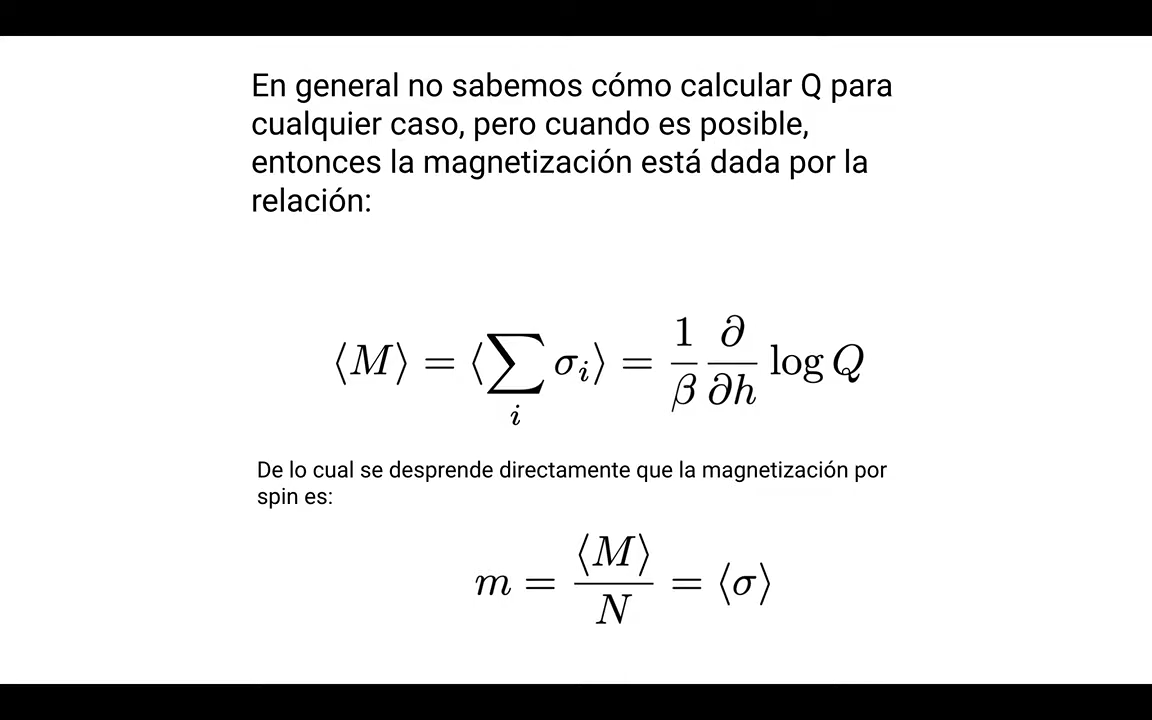 En general no sabemos cómo calcular Q para
cualquier caso, pero cuando es posible,
entonces la magnetización está dada por la
relación:
⟨M⟩ = ⟨∑_i σ_i⟩ = 1/β ∂/∂h log Q
De lo cual se desprende directamente que la magnetización por
spin es:
m = ⟨M⟩/N = ⟨σ⟩